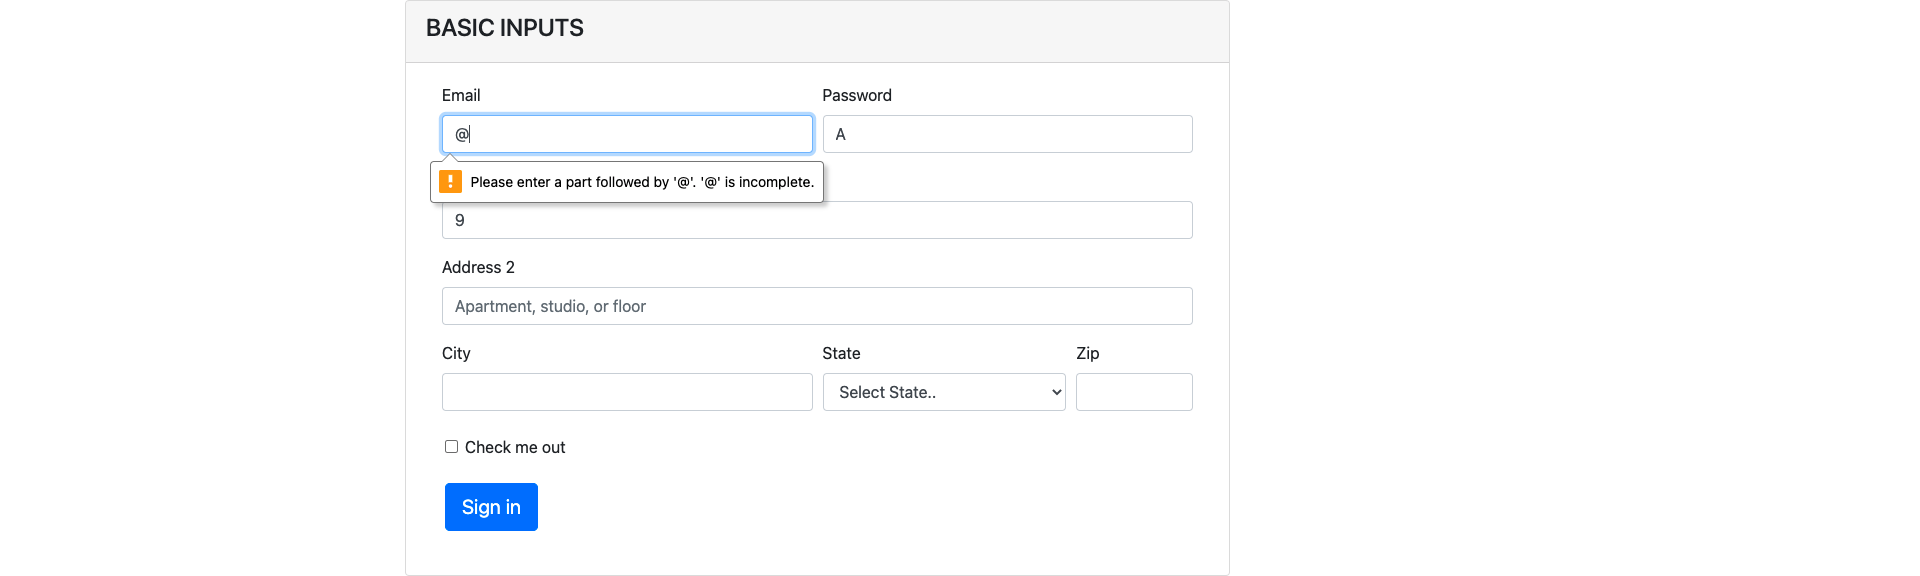 BASIC INPUTS
Email Password
@ A
! Please enter a part followed by '@'. '@' is incomplete.
9
Address 2
Apartment, studio, or floor
City State Zip
Select State..
Check me out
Sign in